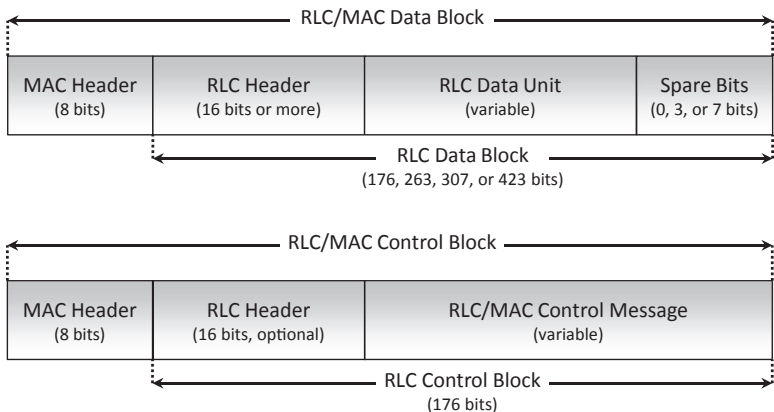 RLC/MAC Data Block
MAC Header
(8 bits)
RLC Header
(16 bits or more)
RLC Data Unit
(variable)
Spare Bits
(0, 3, or 7 bits)
RLC Data Block
(176, 263, 307, or 423 bits)
RLC/MAC Control Block
MAC Header
(8 bits)
RLC Header
(16 bits, optional)
RLC/MAC Control Message
(variable)
RLC Control Block
(176 bits)